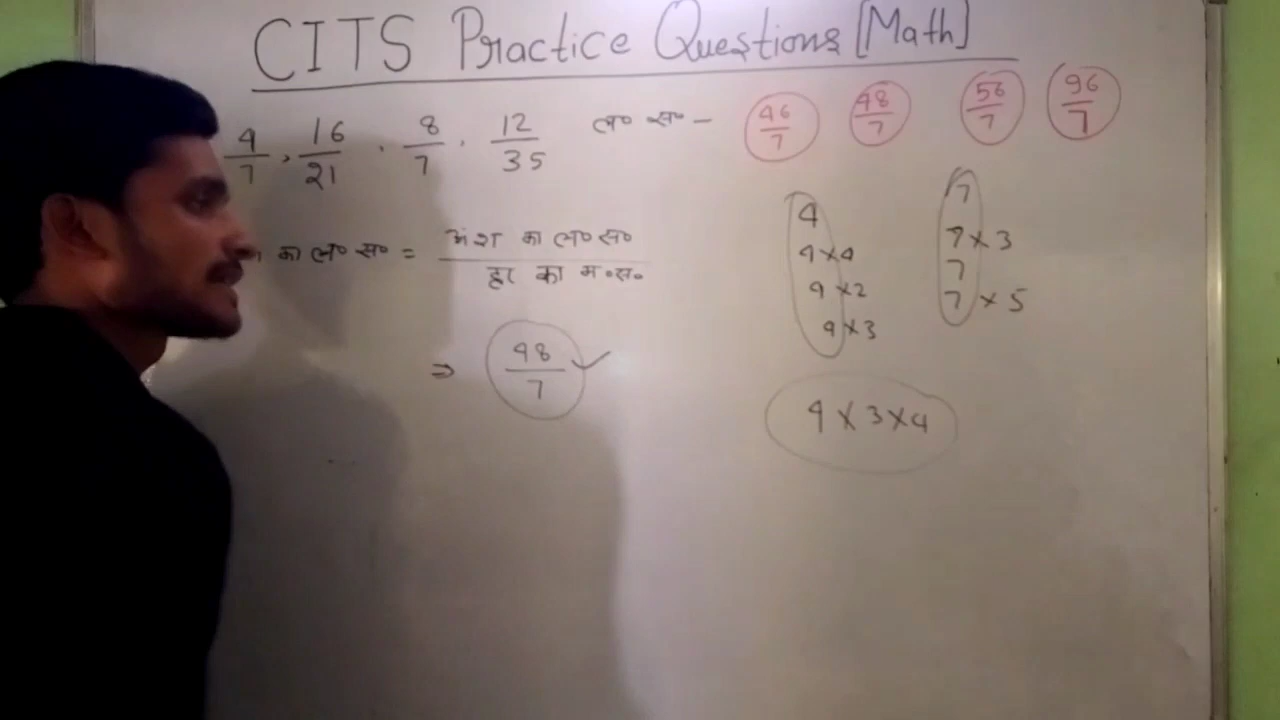 CITS Practice Questions [Math]
4/7, 16/21, 8/7, 12/35 ल॰ स॰ - 46/7 48/7 56/7 96/7
का ल॰ स॰ = अंश का ल॰ स॰ / हर का म॰स॰
⇒ 48/7 ✓
4
4×4
4×2
4×3
7
7×3
7
7×5
4×3×4